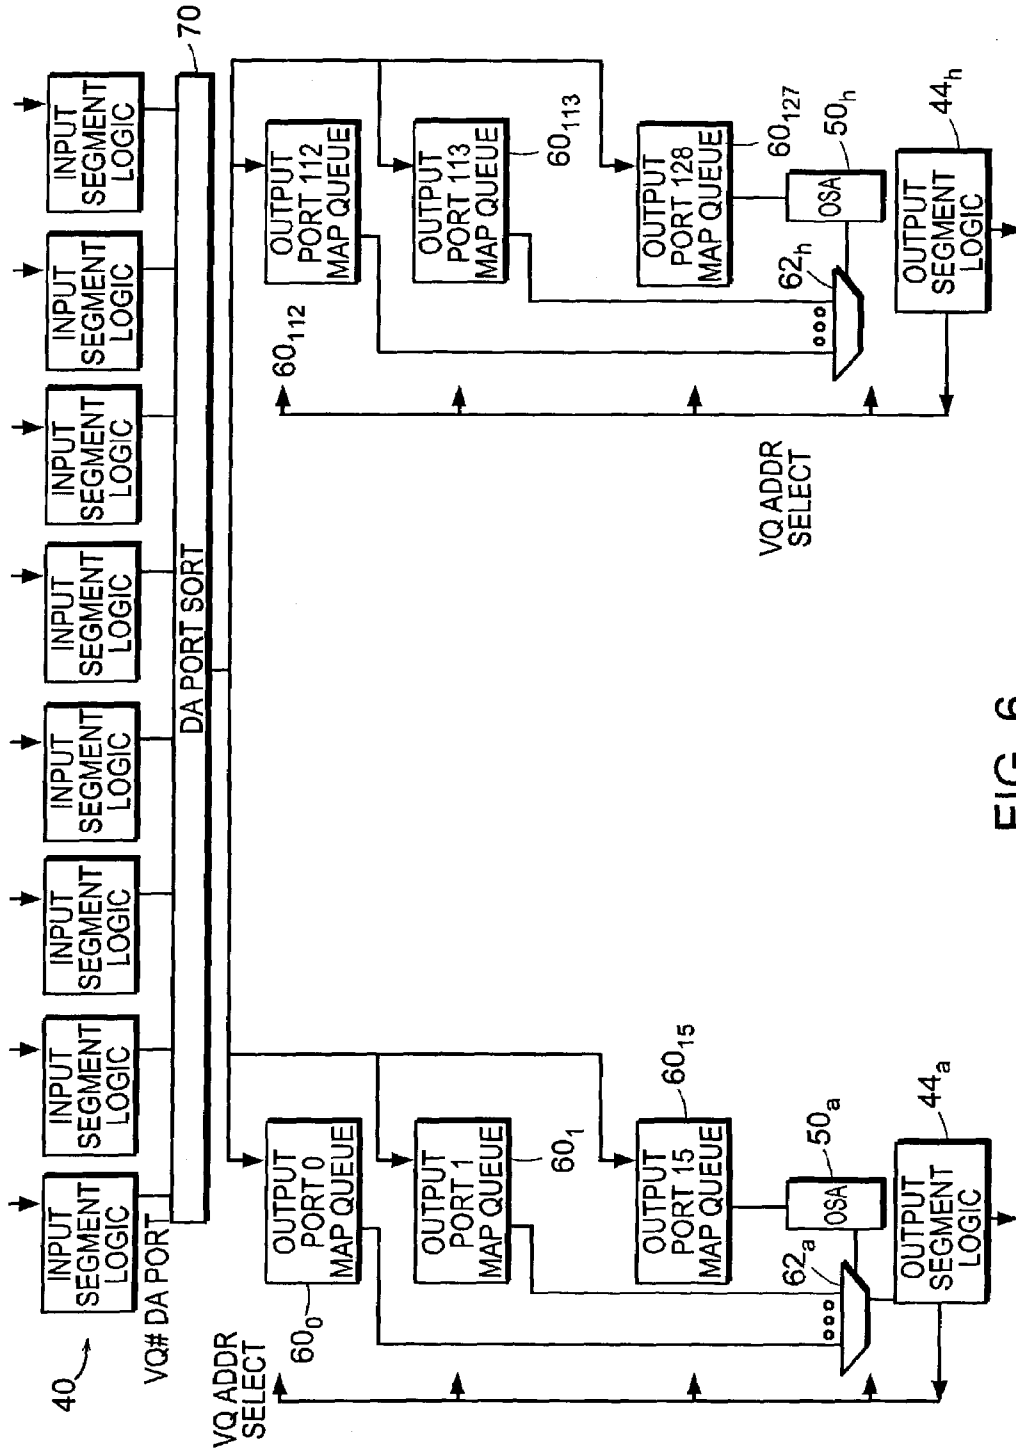 40
INPUT
SEGMENT
LOGIC
INPUT
SEGMENT
LOGIC
INPUT
SEGMENT
LOGIC
INPUT
SEGMENT
LOGIC
INPUT
SEGMENT
LOGIC
INPUT
SEGMENT
LOGIC
INPUT
SEGMENT
LOGIC
INPUT
SEGMENT
LOGIC
VQ# DA PORT
DA PORT SORT
70
VQ ADDR
SELECT
60₀
OUTPUT
PORT 0
MAP QUEUE
OUTPUT
PORT 1
MAP QUEUE
60₁
OUTPUT
PORT 15
MAP QUEUE
60₁₅
62ₐ
OSA
50ₐ
OUTPUT
SEGMENT
LOGIC
44ₐ
60₁₁₂
OUTPUT
PORT 112
MAP QUEUE
OUTPUT
PORT 113
MAP QUEUE
60₁₁₃
OUTPUT
PORT 128
MAP QUEUE
60₁₂₇
VQ ADDR
SELECT
62ₕ
OSA
50ₕ
OUTPUT
SEGMENT
LOGIC
44ₕ
FIG. 6